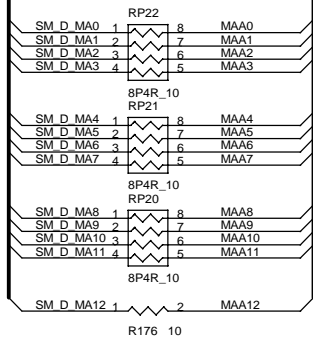 RP22
SM_D_MA0 1 8 MAA0
SM_D_MA1 2 7 MAA1
SM_D_MA2 3 6 MAA2
SM_D_MA3 4 5 MAA3
8P4R_10
RP21
SM_D_MA4 1 8 MAA4
SM_D_MA5 2 7 MAA5
SM_D_MA6 3 6 MAA6
SM_D_MA7 4 5 MAA7
8P4R_10
RP20
SM_D_MA8 1 8 MAA8
SM_D_MA9 2 7 MAA9
SM_D_MA10 3 6 MAA10
SM_D_MA11 4 5 MAA11
8P4R_10
SM_D_MA12 1 2 MAA12
R176 10